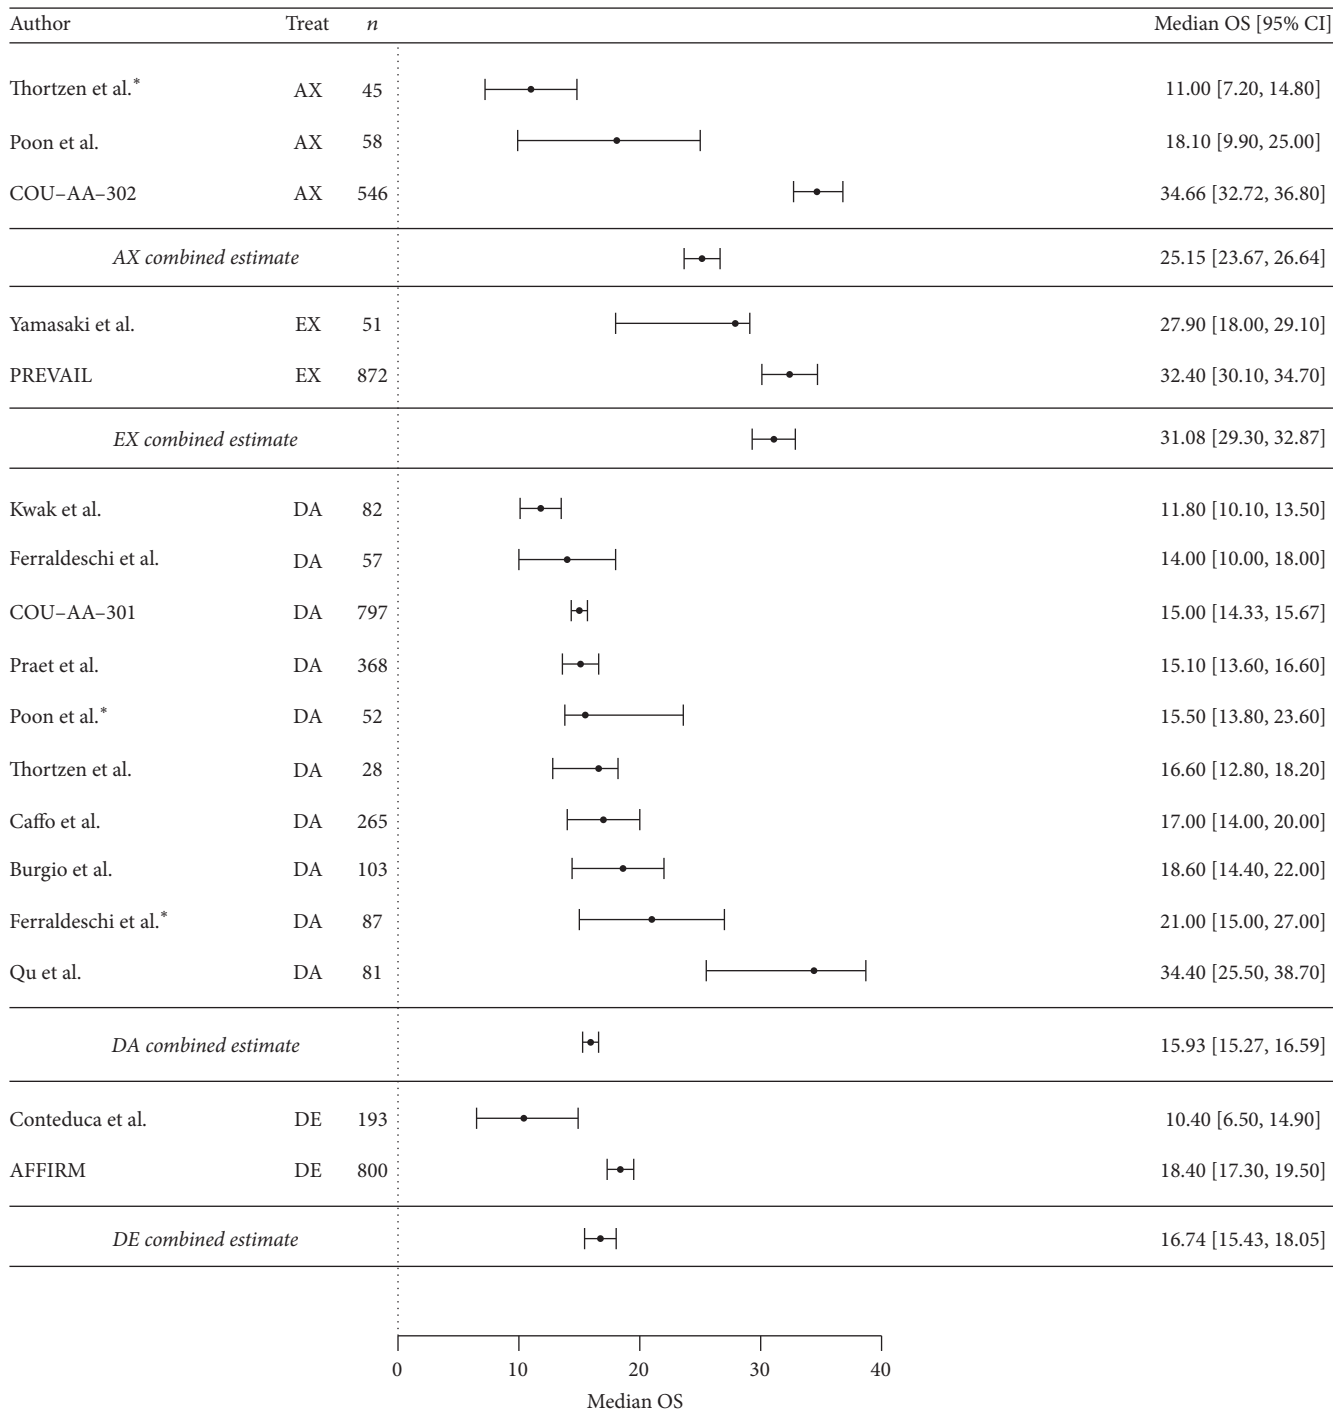 Author Treat n Median OS [95% CI]
Thortzen et al.* AX 45 11.00 [7.20, 14.80]
Poon et al. AX 58 18.10 [9.90, 25.00]
COU–AA–302 AX 546 34.66 [32.72, 36.80]
AX combined estimate 25.15 [23.67, 26.64]
Yamasaki et al. EX 51 27.90 [18.00, 29.10]
PREVAIL EX 872 32.40 [30.10, 34.70]
EX combined estimate 31.08 [29.30, 32.87]
Kwak et al. DA 82 11.80 [10.10, 13.50]
Ferraldeschi et al. DA 57 14.00 [10.00, 18.00]
COU–AA–301 DA 797 15.00 [14.33, 15.67]
Praet et al. DA 368 15.10 [13.60, 16.60]
Poon et al.* DA 52 15.50 [13.80, 23.60]
Thortzen et al. DA 28 16.60 [12.80, 18.20]
Caffo et al. DA 265 17.00 [14.00, 20.00]
Burgio et al. DA 103 18.60 [14.40, 22.00]
Ferraldeschi et al.* DA 87 21.00 [15.00, 27.00]
Qu et al. DA 81 34.40 [25.50, 38.70]
DA combined estimate 15.93 [15.27, 16.59]
Conteduca et al. DE 193 10.40 [6.50, 14.90]
AFFIRM DE 800 18.40 [17.30, 19.50]
DE combined estimate 16.74 [15.43, 18.05]
0 10 20 30 40
Median OS